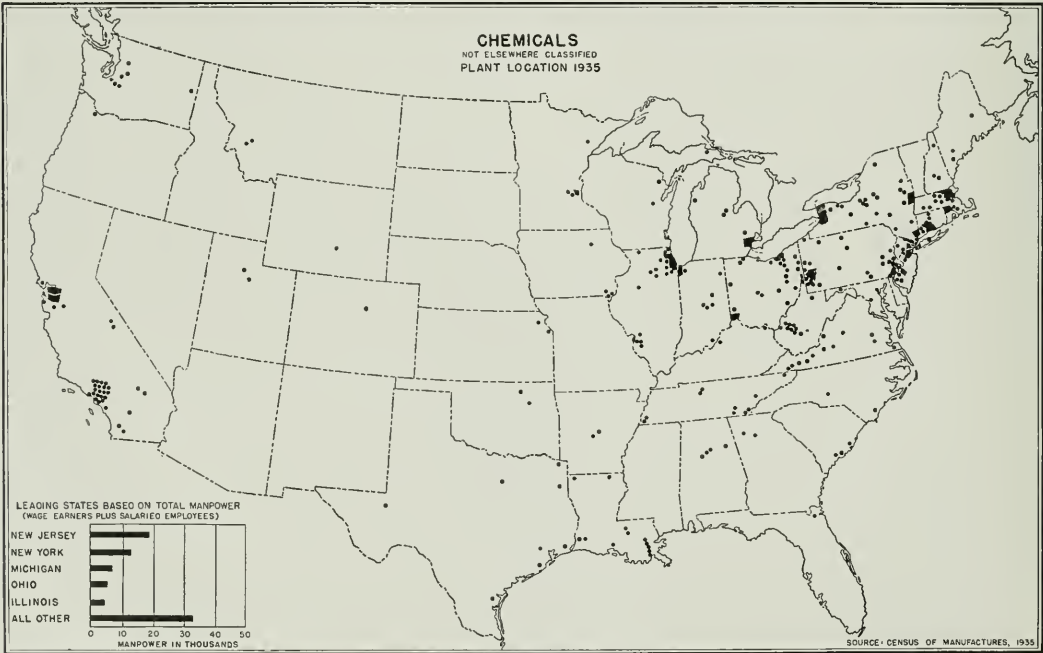 CHEMICALS
NOT ELSEWHERE CLASSIFIED
PLANT LOCATION 1935
LEADING STATES BASED ON TOTAL MANPOWER
(WAGE EARNERS PLUS SALARIED EMPLOYEES)
NEW JERSEY
NEW YORK
MICHIGAN
OHIO
ILLINOIS
ALL OTHER
0 10 20 30 40 50
MANPOWER IN THOUSANDS
SOURCE: CENSUS OF MANUFACTURES, 1935